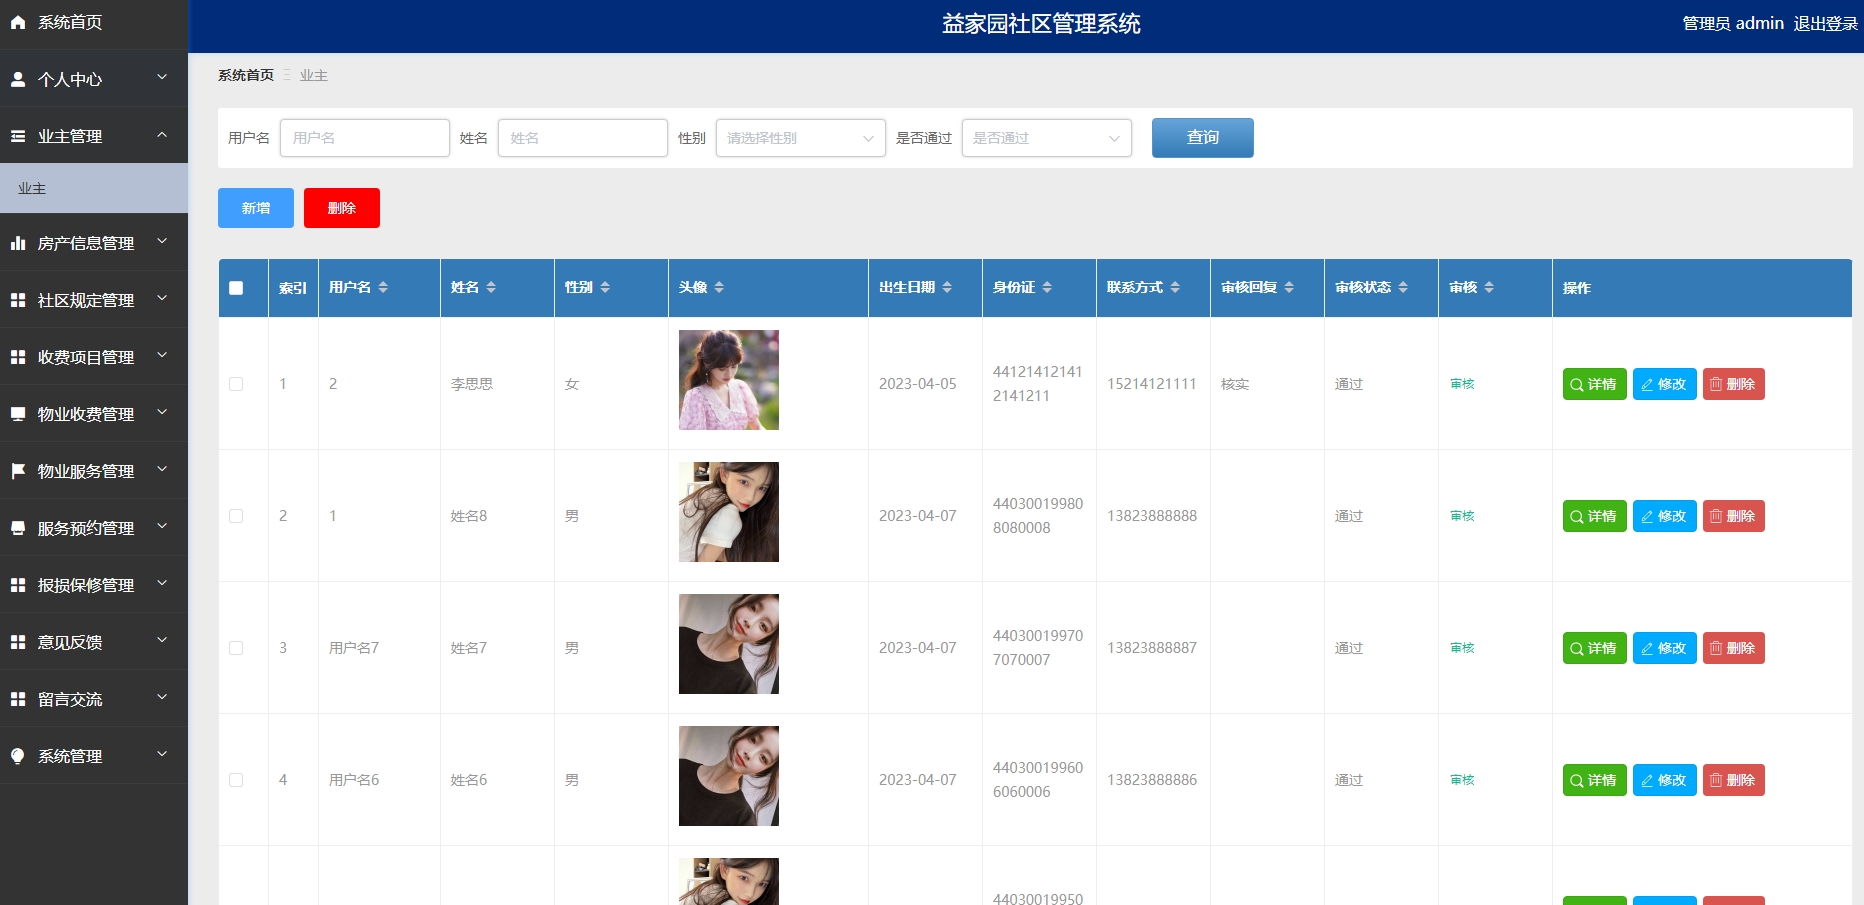 益家园社区管理系统
管理员 admin 退出登录
系统首页
个人中心
业主管理
业主
房产信息管理
社区规定管理
收费项目管理
物业收费管理
物业服务管理
服务预约管理
报损保修管理
意见反馈
留言交流
系统管理
系统首页 业主
用户名 用户名 姓名 姓名 性别 请选择性别 是否通过 是否通过 查询
新增 删除
索引 用户名 姓名 性别 头像 出生日期 身份证 联系方式 审核回复 审核状态 审核 操作
1 2 李思思 女 2023-04-05 44121412141 15214121111 核实 通过 审核 详情 修改 删除
2141211
2 1 姓名8 男 2023-04-07 44030019980 13823888888 通过 审核 详情 修改 删除
8080008
3 用户名7 姓名7 男 2023-04-07 44030019970 13823888887 通过 审核 详情 修改 删除
7070007
4 用户名6 姓名6 男 2023-04-07 44030019960 13823888886 通过 审核 详情 修改 删除
6060006
44030019950